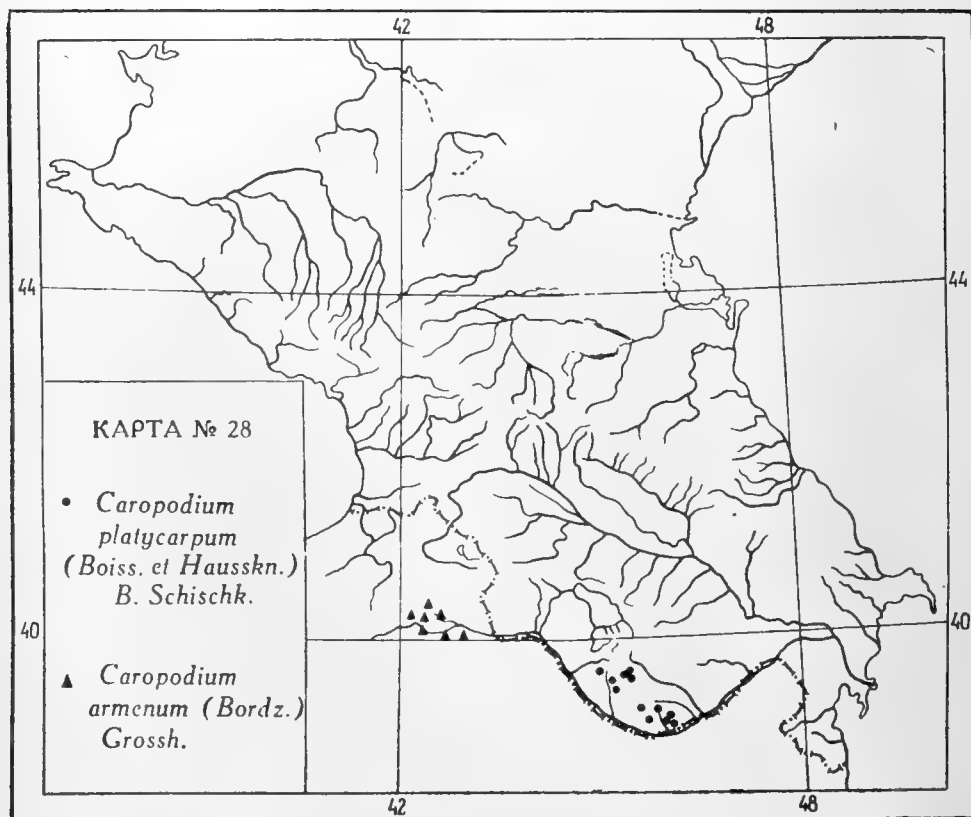 42 48
44 44
КАРТА № 28
• Caropodium
platycarpum
(Boiss. et Hausskn.)
B. Schischk.
40 40
▲ Caropodium
armenum (Bordz.)
Grossh.
42 48